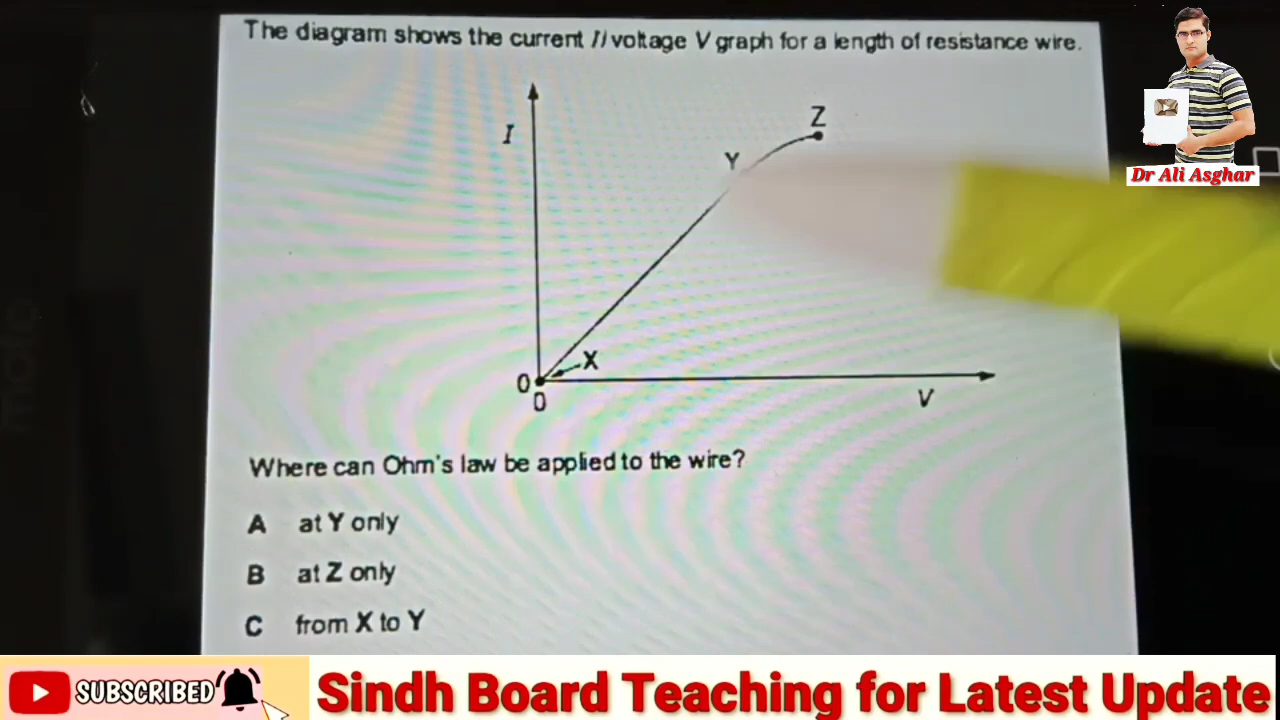 The diagram shows the current I / voltage V graph for a length of resistance wire.
Dr Ali Asghar
I
Z
Y
X
0
0
V
Where can Ohm's law be applied to the wire?
A at Y only
B at Z only
C from X to Y
SUBSCRIBED
Sindh Board Teaching for Latest Update